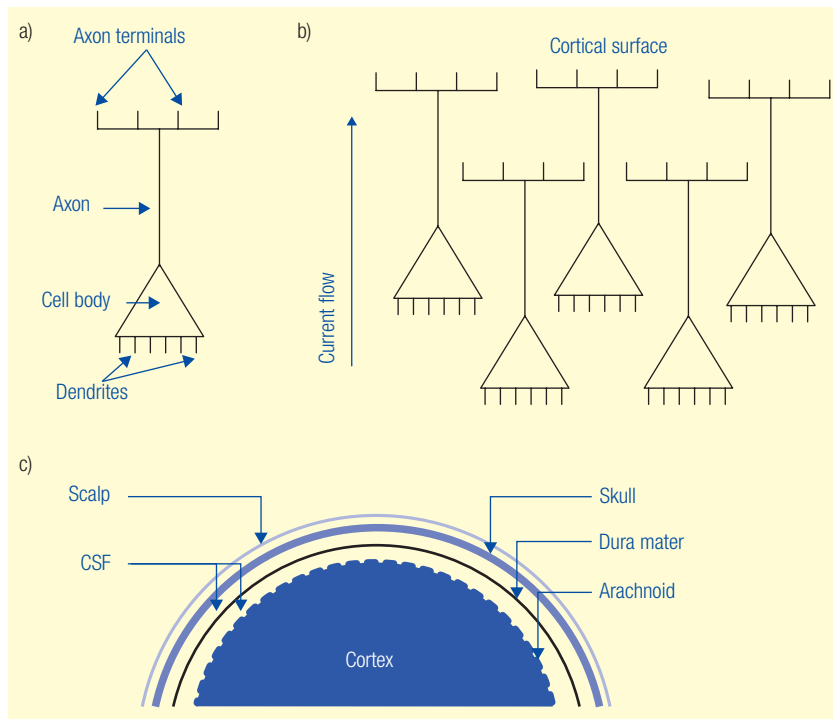 a)
Axon terminals
Axon
Cell body
Dendrites
b)
Cortical surface
Current flow
c)
Scalp
CSF
Skull
Dura mater
Arachnoid
Cortex